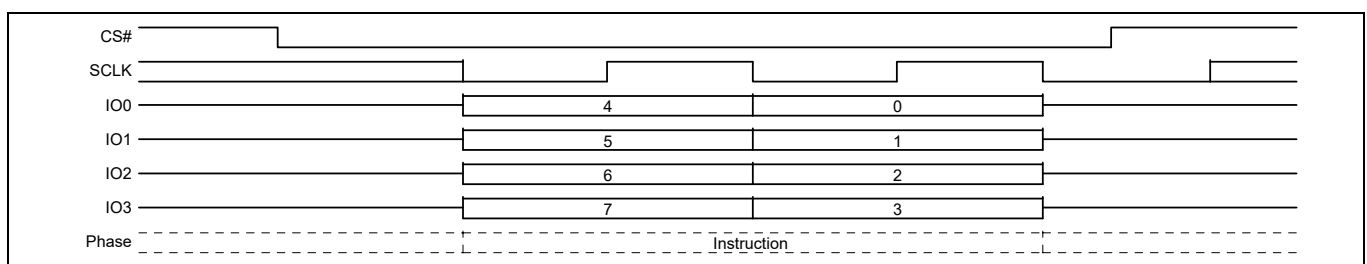 CS#
SCLK
IO0 4 0
IO1 5 1
IO2 6 2
IO3 7 3
Phase Instruction